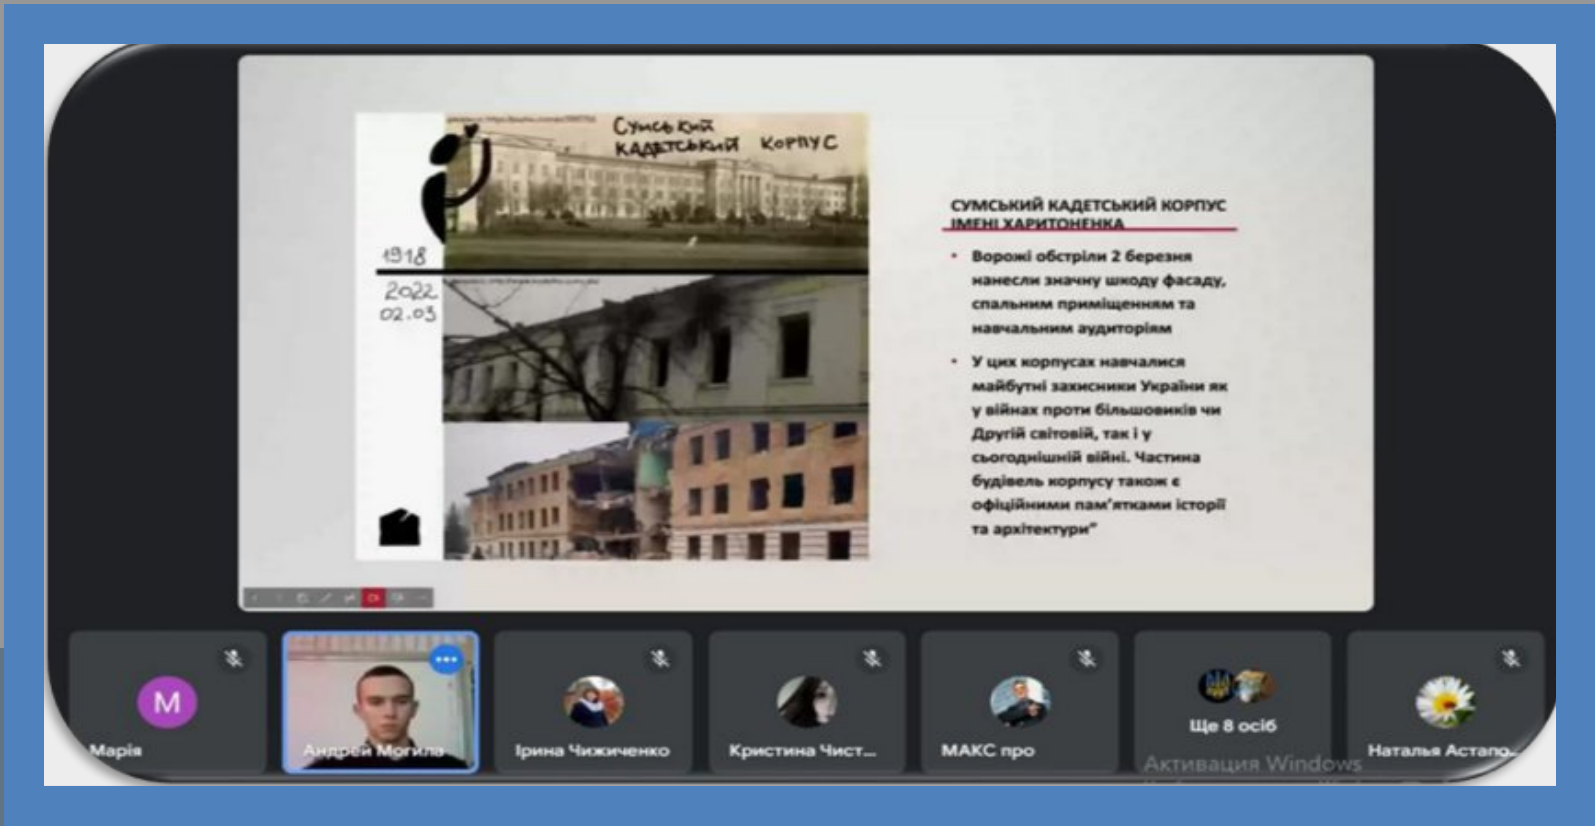 Сумський
КАДЕТСЬКИЙ КОРПУС
1918
2022
02.03
СУМСЬКИЙ КАДЕТСЬКИЙ КОРПУС
ІМЕНІ ХАРИТОНЕНКА
• Ворожі обстріли 2 березня
нанесли значну шкоду фасаду,
спальним приміщенням та
навчальним аудиторіям
• У цих корпусах навчалися
майбутні захисники України як
у війнах проти більшовиків чи
Другій світовій, так і у
сьогоднішній війні. Частина
будівель корпусу також є
офіційними пам’ятками історії
та архітектури”
М
Марія
Андрей Могила
Ірина Чижиченко
Кристина Чист...
МАКС про
Ще 8 осіб
Наталья Астапо...
Активация Windows